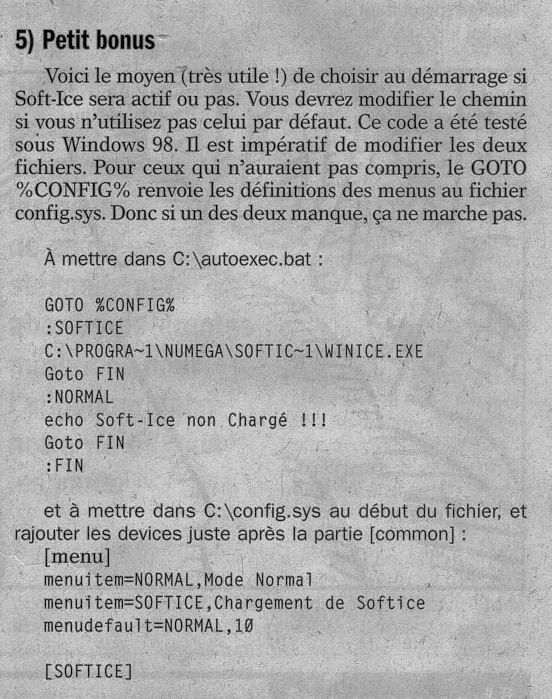 5) Petit bonus
Voici le moyen (très utile !) de choisir au démarrage si
Soft-Ice sera actif ou pas. Vous devrez modifier le chemin
si vous n'utilisez pas celui par défaut. Ce code a été testé
sous Windows 98. Il est impératif de modifier les deux
fichiers. Pour ceux qui n'auraient pas compris, le GOTO
%CONFIG% renvoie les définitions des menus au fichier
config.sys. Donc si un des deux manque, ça ne marche pas.
À mettre dans C:\autoexec.bat :
GOTO %CONFIG%
:SOFTICE
C:\PROGRA~1\NUMEGA\SOFTIC~1\WINICE.EXE
Goto FIN
:NORMAL
echo Soft-Ice non Chargé !!!
Goto FIN
:FIN
et à mettre dans C:\config.sys au début du fichier, et
rajouter les devices juste après la partie [common] :
[menu]
menuitem=NORMAL,Mode Normal
menuitem=SOFTICE,Chargement de Softice
menudefault=NORMAL,10
[SOFTICE]